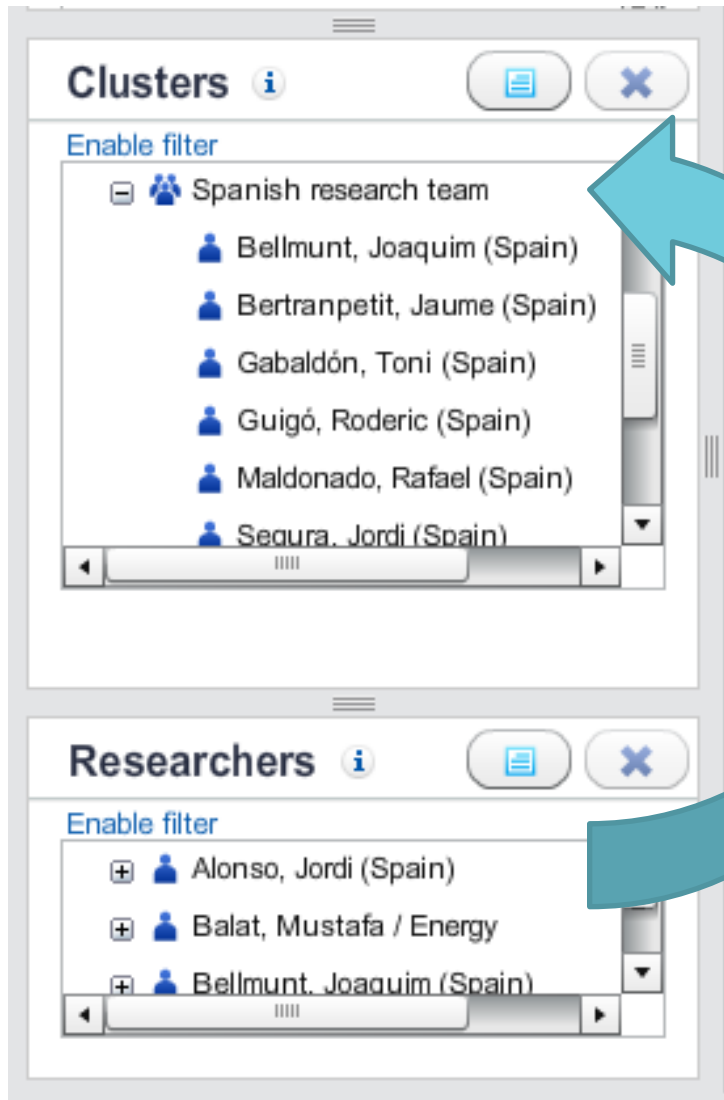 Clusters
Enable filter
Spanish research team
Bellmunt, Joaquim (Spain)
Bertranpetit, Jaume (Spain)
Gabaldón, Toni (Spain)
Guigó, Roderic (Spain)
Maldonado, Rafael (Spain)
Segura, Jordi (Spain)
Researchers
Enable filter
Alonso, Jordi (Spain)
Balat, Mustafa / Energy
Bellmunt, Joaquim (Spain)